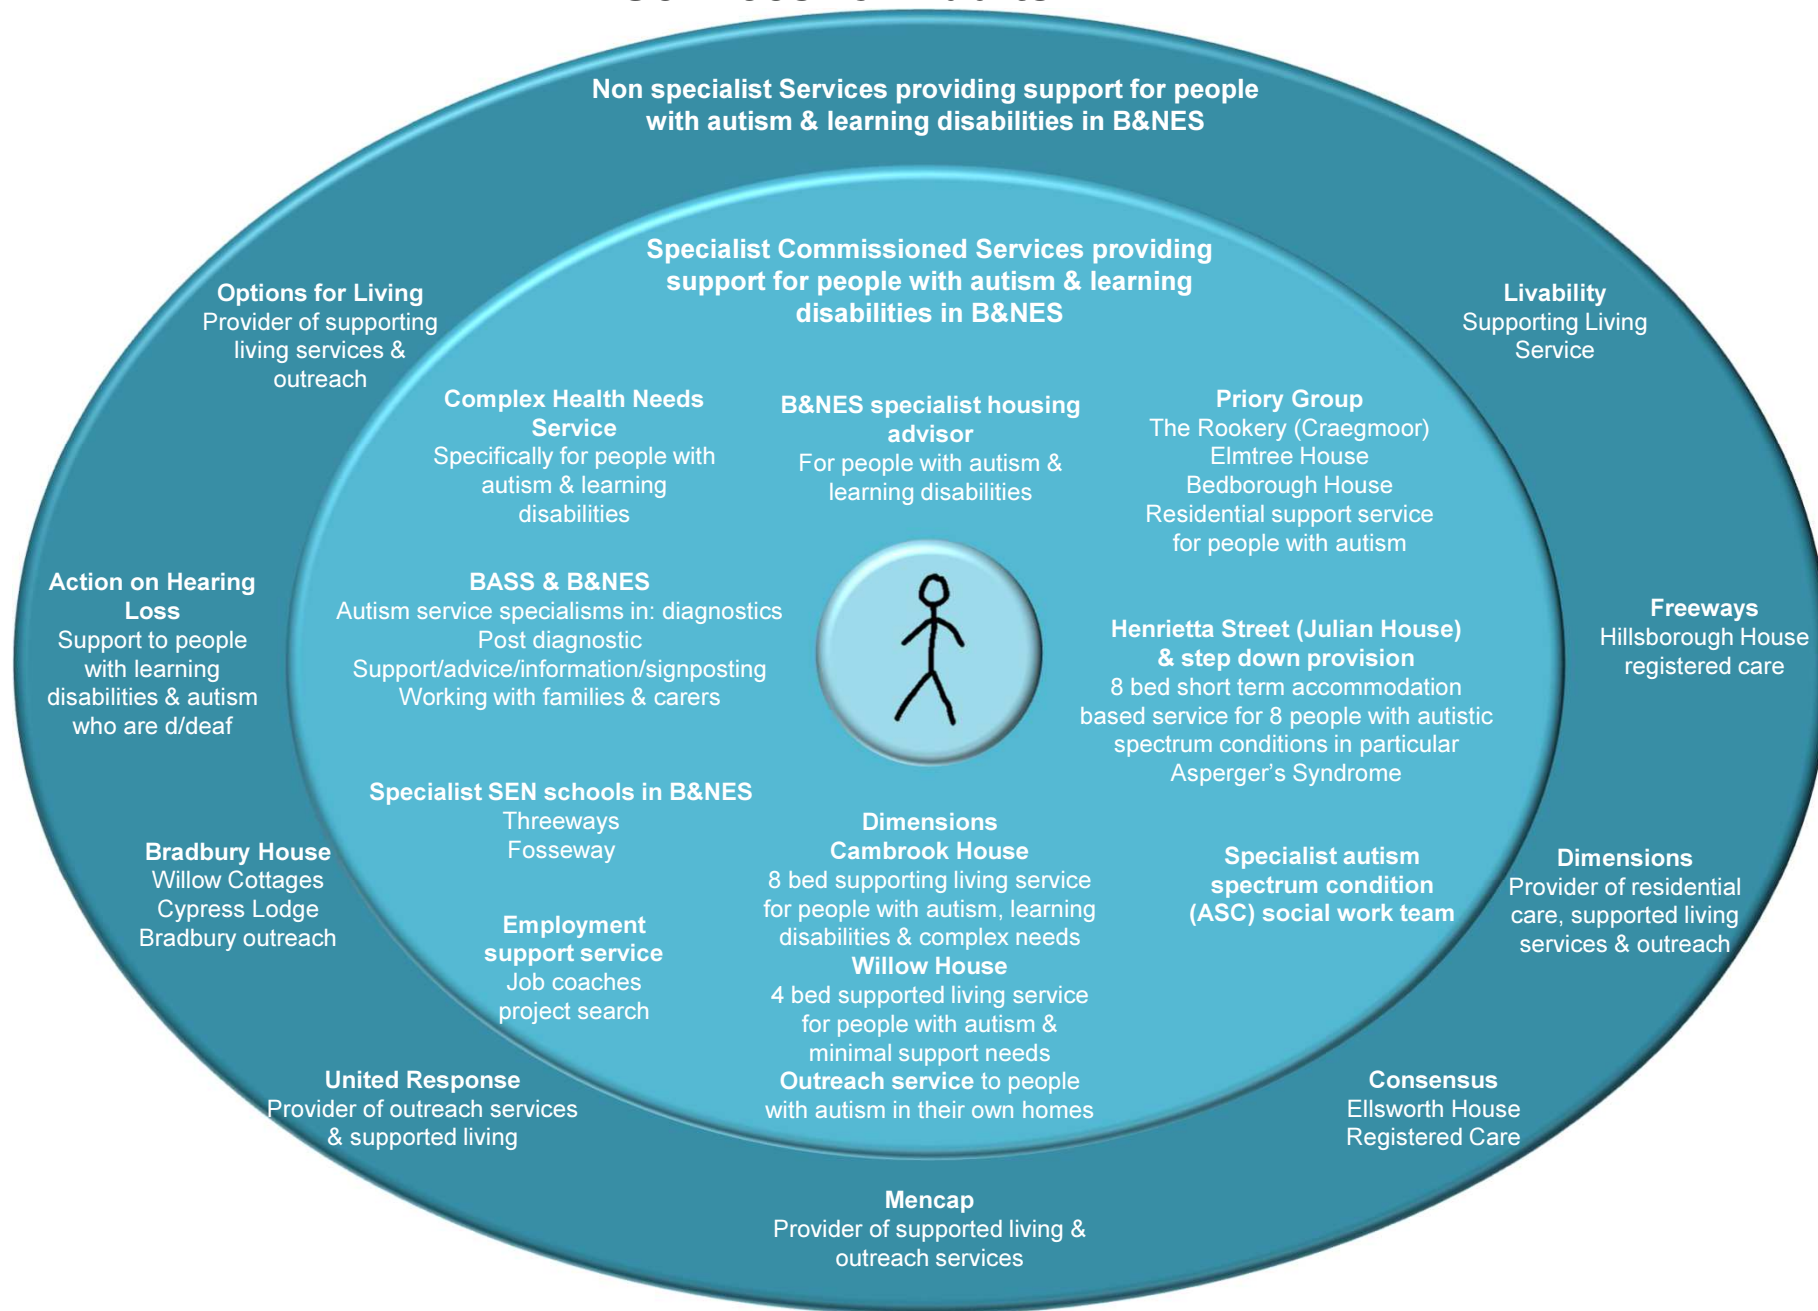 Non specialist Services providing support for people
with autism & learning disabilities in B&NES
Specialist Commissioned Services providing
support for people with autism & learning
disabilities in B&NES
Options for Living
Provider of supporting
living services &
outreach
Livability
Supporting Living
Service
Complex Health Needs
Service
Specifically for people with
autism & learning
disabilities
B&NES specialist housing
advisor
For people with autism &
learning disabilities
Priory Group
The Rookery (Craegmoor)
Elmtree House
Bedborough House
Residential support service
for people with autism
Action on Hearing
Loss
Support to people
with learning
disabilities & autism
who are d/deaf
BASS & B&NES
Autism service specialisms in: diagnostics
Post diagnostic
Support/advice/information/signposting
Working with families & carers
Henrietta Street (Julian House)
& step down provision
8 bed short term accommodation
based service for 8 people with autistic
spectrum conditions in particular
Asperger’s Syndrome
Freeways
Hillsborough House
registered care
Specialist SEN schools in B&NES
Threeways
Fosseway
Dimensions
Cambrook House
8 bed supporting living service
for people with autism, learning
disabilities & complex needs
Willow House
4 bed supported living service
for people with autism &
minimal support needs
Outreach service to people
with autism in their own homes
Specialist autism
spectrum condition
(ASC) social work team
Bradbury House
Willow Cottages
Cypress Lodge
Bradbury outreach
Dimensions
Provider of residential
care, supported living
services & outreach
Employment
support service
Job coaches
project search
United Response
Provider of outreach services
& supported living
Consensus
Ellsworth House
Registered Care
Mencap
Provider of supported living &
outreach services